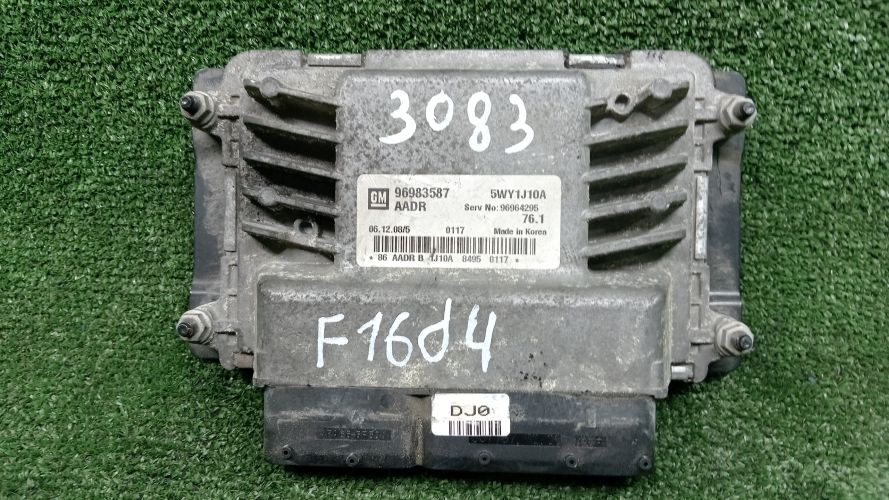 3083
GM 96983587 5WY1J10A
AADR Serv No: 96964295
76.1
06.12.08/5 0117 Made in Korea
* 86 AADR B 1J10A 8495 0117 *
F16d4
DJ0